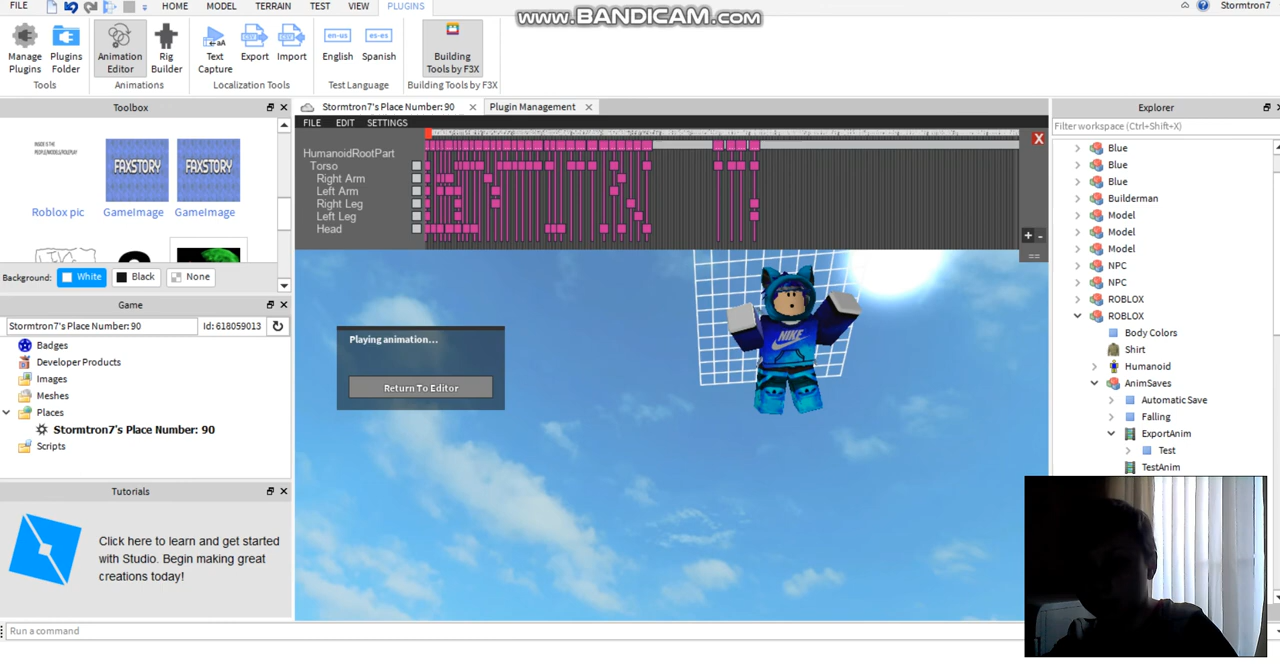 www.BANDICAM.com
FILE
HOME
MODEL
TERRAIN
TEST
VIEW
PLUGINS
Stormtron7
Manage Plugins
Plugins Folder
Animation Editor
Rig Builder
Text Capture
Export
Import
en-us
English
es-es
Spanish
Building Tools by F3X
Tools
Animations
Localization Tools
Test Language
Building Tools by F3X
Toolbox
FAXSTORY
FAXSTORY
Roblox pic
GameImage
GameImage
Background:
White
Black
None
Game
Stormtron7's Place Number: 90
Id: 618059013
Badges
Developer Products
Images
Meshes
Places
Stormtron7's Place Number: 90
Scripts
Tutorials
Click here to learn and get started
with Studio. Begin making great
creations today!
Run a command
Stormtron7's Place Number: 90
Plugin Management
FILE
EDIT
SETTINGS
X
HumanoidRootPart
Torso
Right Arm
Left Arm
Right Leg
Left Leg
Head
Playing animation...
Return To Editor
NIKE
Explorer
Filter workspace (Ctrl+Shift+X)
Blue
Blue
Blue
Builderman
Model
Model
Model
NPC
NPC
ROBLOX
ROBLOX
Body Colors
Shirt
Humanoid
AnimSaves
Automatic Save
Falling
ExportAnim
Test
TestAnim